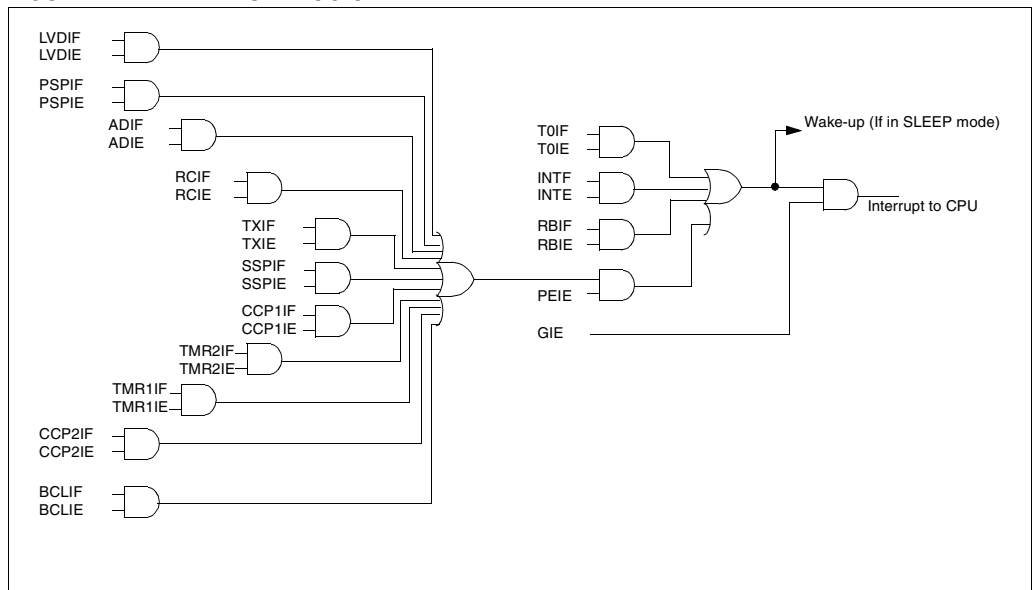 LVDIF
LVDIE
PSPIF
PSPIE
ADIF
ADIE
RCIF
RCIE
TXIF
TXIE
SSPIF
SSPIE
CCP1IF
CCP1IE
TMR2IF
TMR2IE
TMR1IF
TMR1IE
CCP2IF
CCP2IE
BCLIF
BCLIE
T0IF
T0IE
INTF
INTE
RBIF
RBIE
PEIE
GIE
Wake-up (If in SLEEP mode)
Interrupt to CPU